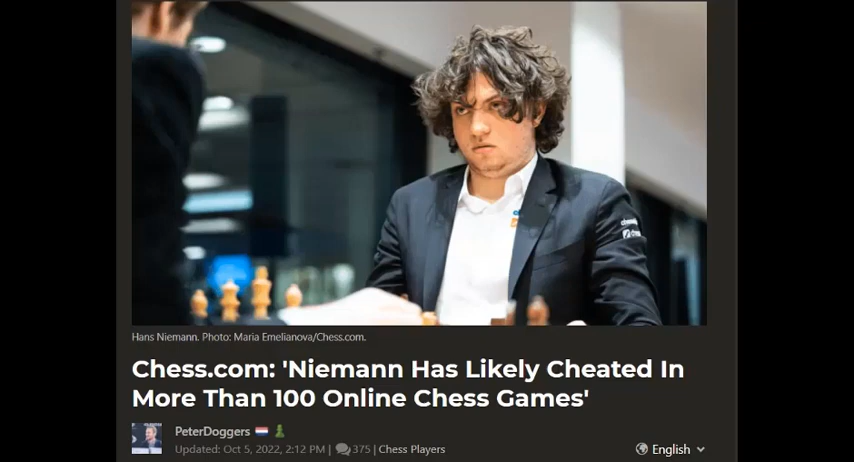 Hans Niemann. Photo: Maria Emelianova/Chess.com.
Chess.com: 'Niemann Has Likely Cheated In
More Than 100 Online Chess Games'
PeterDoggers
Updated: Oct 5, 2022, 2:12 PM | 375 | Chess Players
English